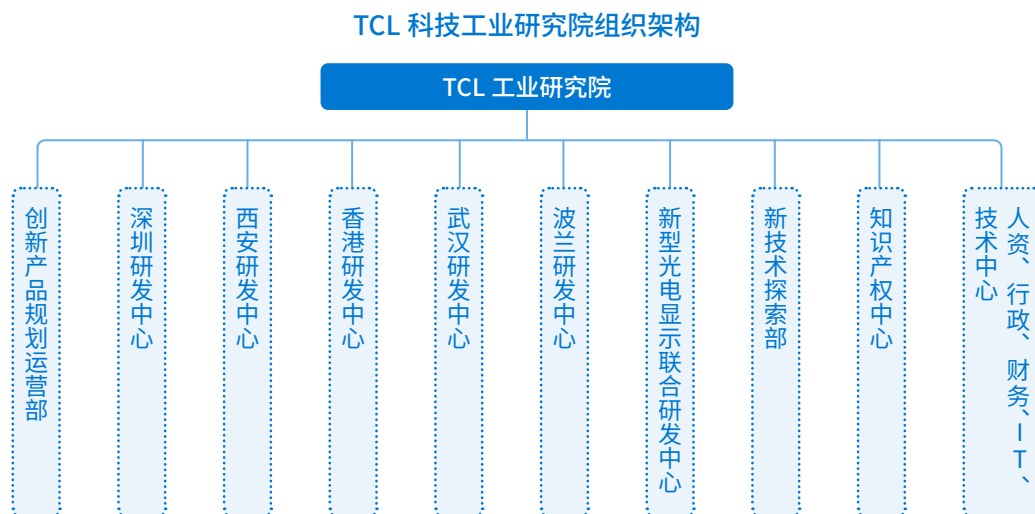 TCL 科技工业研究院组织架构
TCL 工业研究院
创新产品规划运营部
深圳研发中心
西安研发中心
香港研发中心
武汉研发中心
波兰研发中心
新型光电显示联合研发中心
新技术探索部
知识产权中心
人资、行政、财务、IT、
技术中心